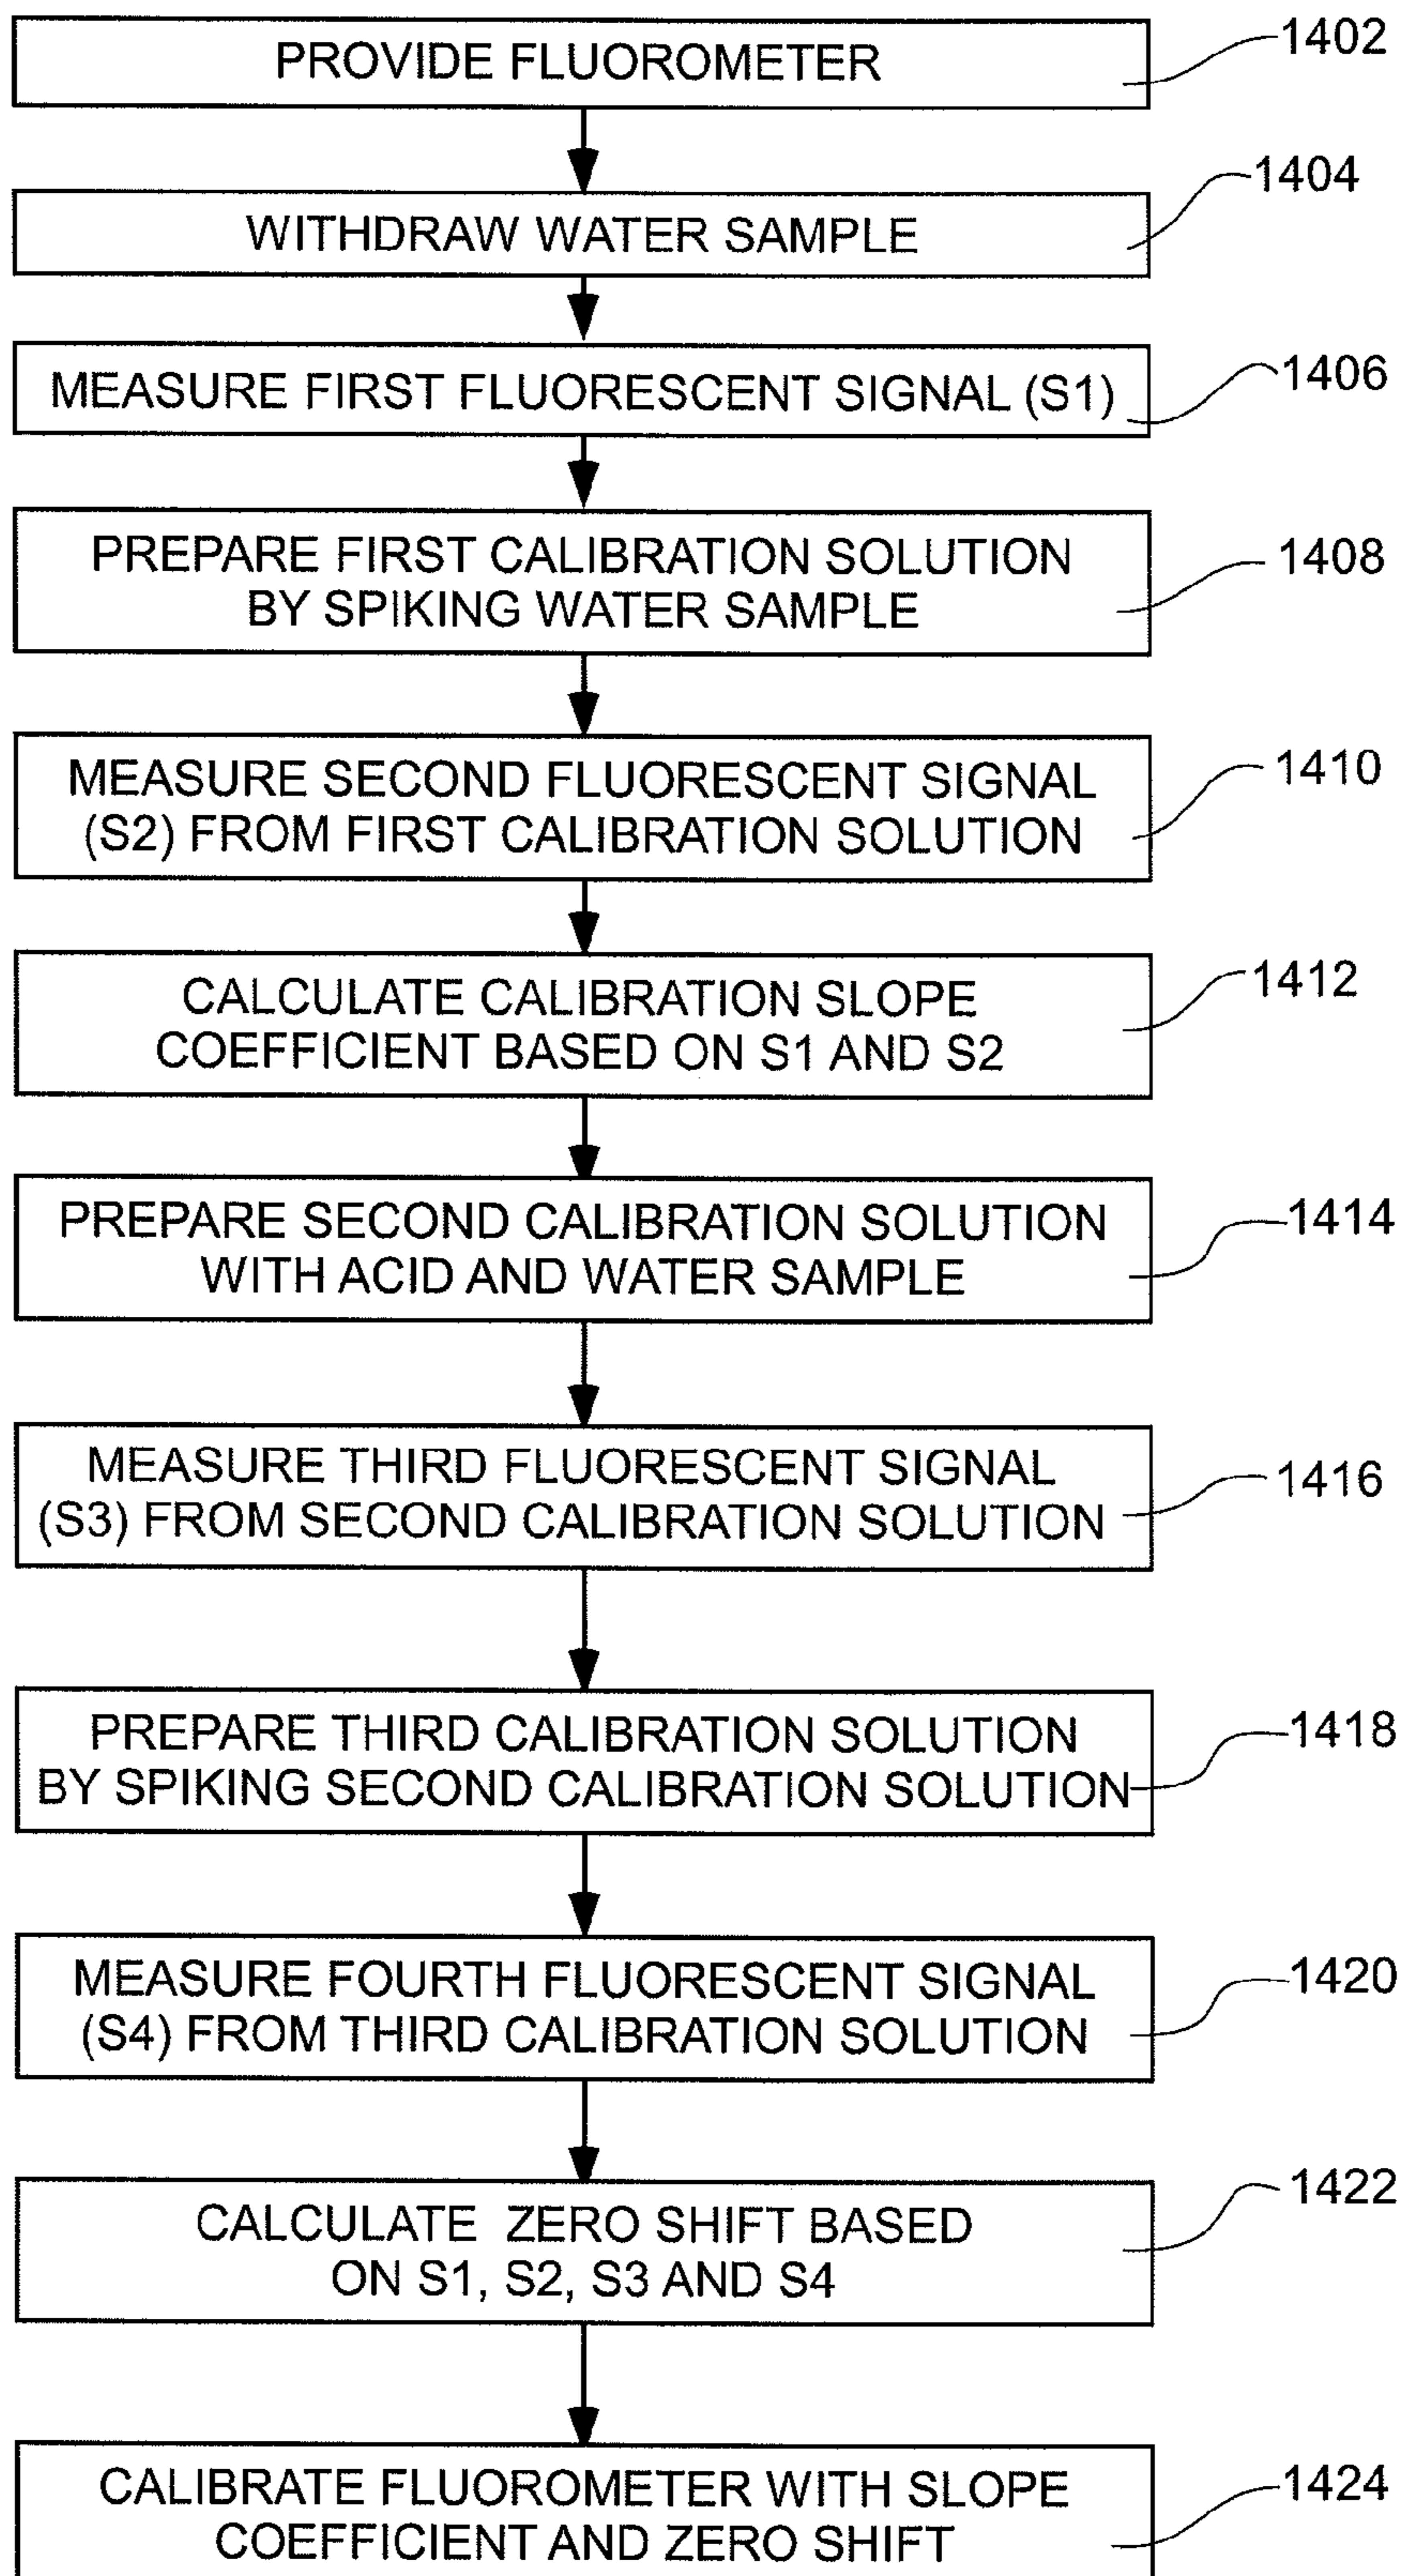 PROVIDE FLUOROMETER
1402
WITHDRAW WATER SAMPLE
1404
MEASURE FIRST FLUORESCENT SIGNAL (S1)
1406
PREPARE FIRST CALIBRATION SOLUTION
BY SPIKING WATER SAMPLE
1408
MEASURE SECOND FLUORESCENT SIGNAL
(S2) FROM FIRST CALIBRATION SOLUTION
1410
CALCULATE CALIBRATION SLOPE
COEFFICIENT BASED ON S1 AND S2
1412
PREPARE SECOND CALIBRATION SOLUTION
WITH ACID AND WATER SAMPLE
1414
MEASURE THIRD FLUORESCENT SIGNAL
(S3) FROM SECOND CALIBRATION SOLUTION
1416
PREPARE THIRD CALIBRATION SOLUTION
BY SPIKING SECOND CALIBRATION SOLUTION
1418
MEASURE FOURTH FLUORESCENT SIGNAL
(S4) FROM THIRD CALIBRATION SOLUTION
1420
CALCULATE ZERO SHIFT BASED
ON S1, S2, S3 AND S4
1422
CALIBRATE FLUOROMETER WITH SLOPE
COEFFICIENT AND ZERO SHIFT
1424